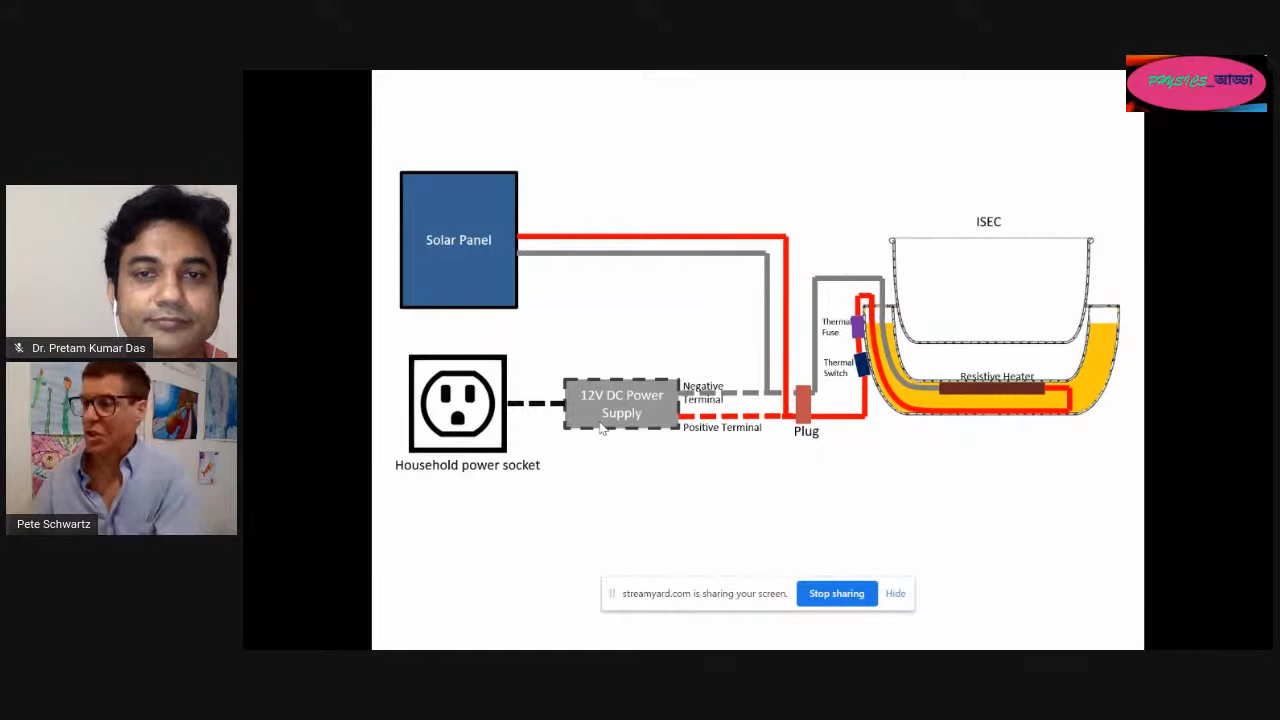 PHYSICS_আড্ডা
ISEC
Solar Panel
Thermal
Fuse
Thermal
Switch
Resistive Heater
Negative
Terminal
12V DC Power
Supply
Positive Terminal
Plug
Household power socket
Dr. Pretam Kumar Das
Pete Schwartz
streamyard.com is sharing your screen.
Stop sharing
Hide